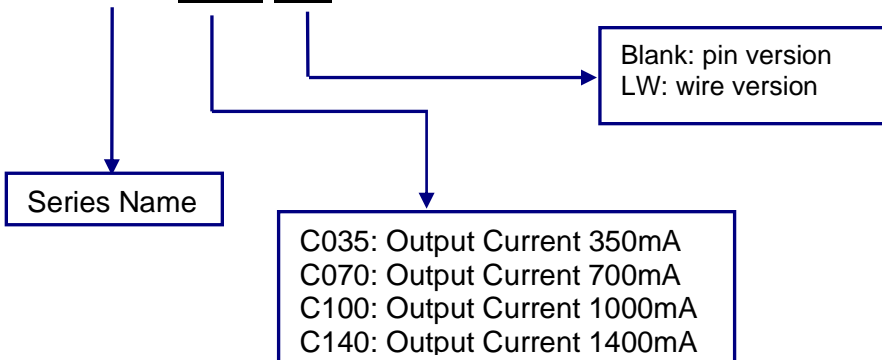 Blank: pin version
LW: wire version
Series Name
C035: Output Current 350mA
C070: Output Current 700mA
C100: Output Current 1000mA
C140: Output Current 1400mA